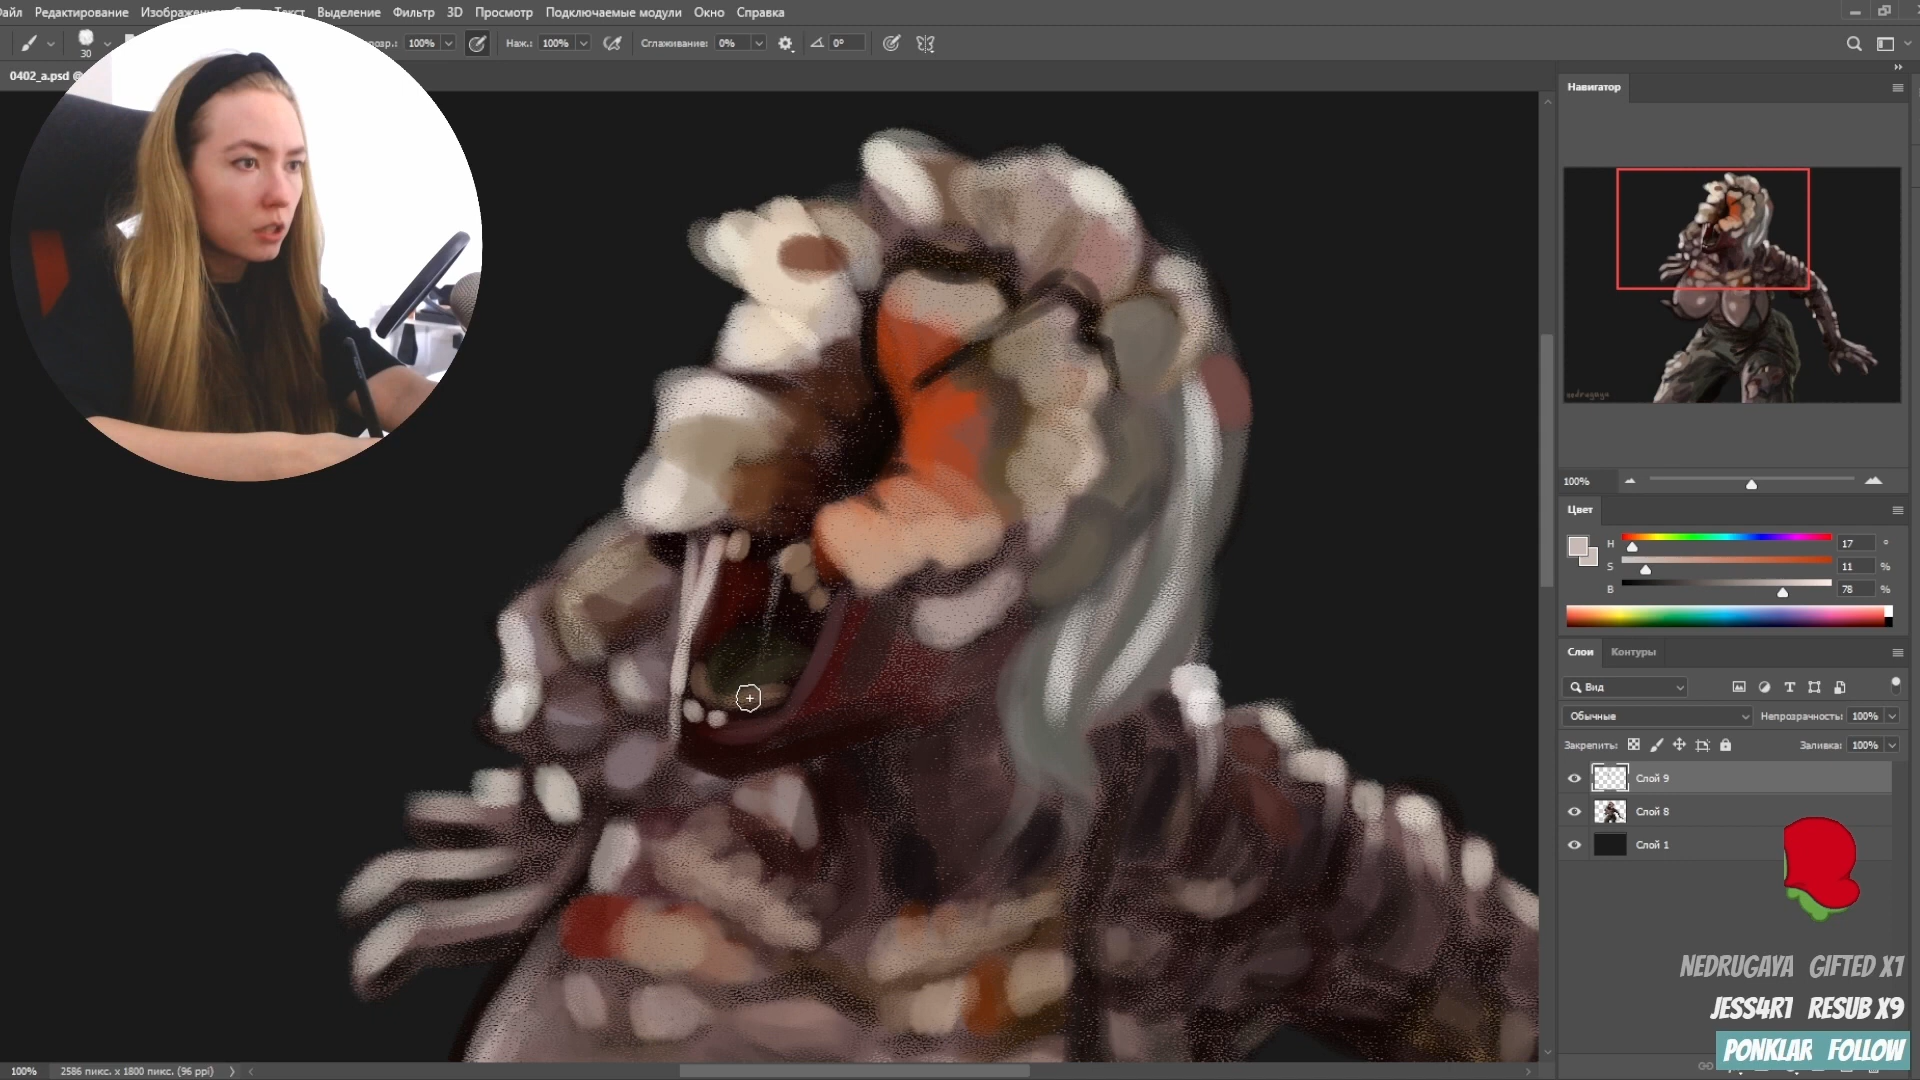 Редактирование
Текст Выделение Фильтр 3D Просмотр Подключаемые модули Окно Справка
30
100% Наж.: 100% Сглаживание: 0% 0°
0402_a.psd @
Навигатор
100%
Цвет
H 17 °
S 11 %
B 78 %
Слои Контуры
Вид
Обычные Непрозрачность: 100%
Закрепить: Заливка: 100%
Слой 9
Слой 8
Слой 1
NEDRUGAYA GIFTED X1
JESS4R1 RESUB X9
PONKLAR FOLLOW
100% 2586 пикс. x 1800 пикс. (96 ppi)